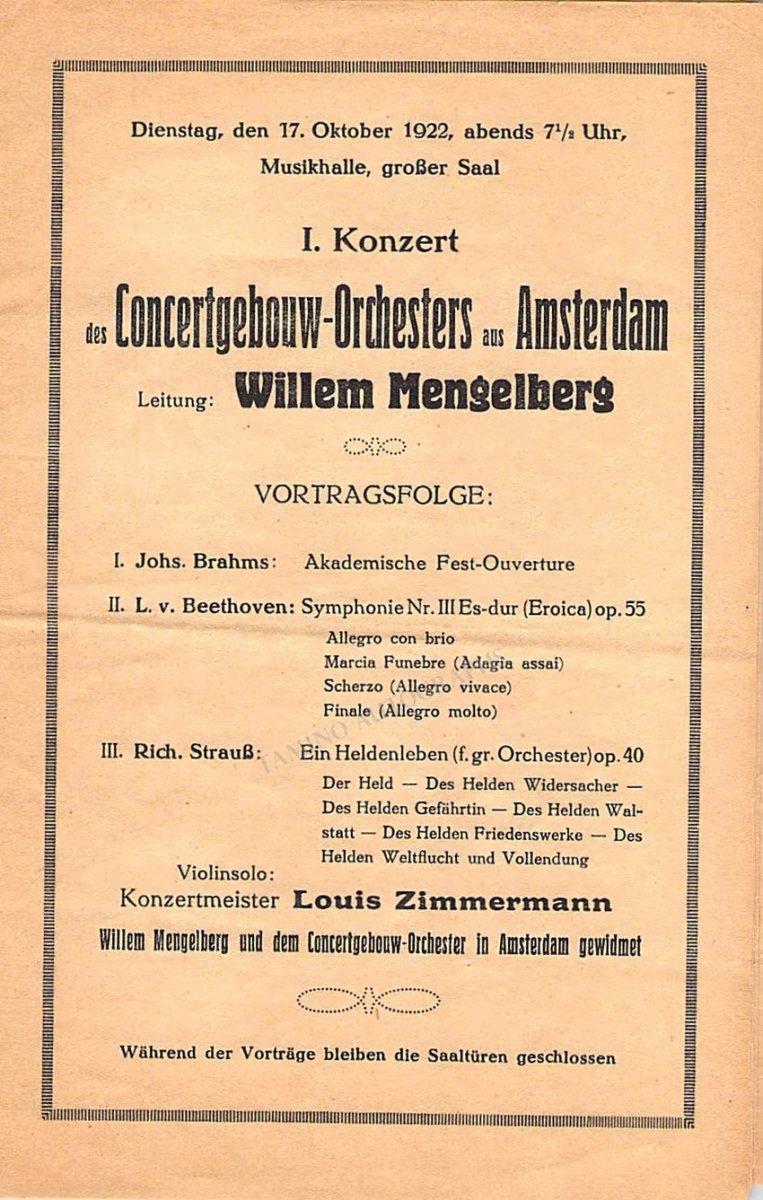 Dienstag, den 17. Oktober 1922, abends 7¹/₂ Uhr,
Musikhalle, großer Saal
I. Konzert
des Concertgebouw-Orchesters aus Amsterdam
Leitung: Willem Mengelberg
VORTRAGSFOLGE:
I. Johs. Brahms: Akademische Fest-Ouverture
II. L. v. Beethoven: Symphonie Nr. III Es-dur (Eroica) op. 55
Allegro con brio
Marcia Funebre (Adagia assai)
Scherzo (Allegro vivace)
Finale (Allegro molto)
TAMINO AUTOGRAPHS
III. Rich. Strauß: Ein Heldenleben (f. gr. Orchester) op. 40
Der Held — Des Helden Widersacher —
Des Helden Gefährtin — Des Helden Wal-
statt — Des Helden Friedenswerke — Des
Helden Weltflucht und Vollendung
Violinsolo:
Konzertmeister Louis Zimmermann
Willem Mengelberg und dem Concertgebouw-Orchester in Amsterdam gewidmet
Während der Vorträge bleiben die Saaltüren geschlossen